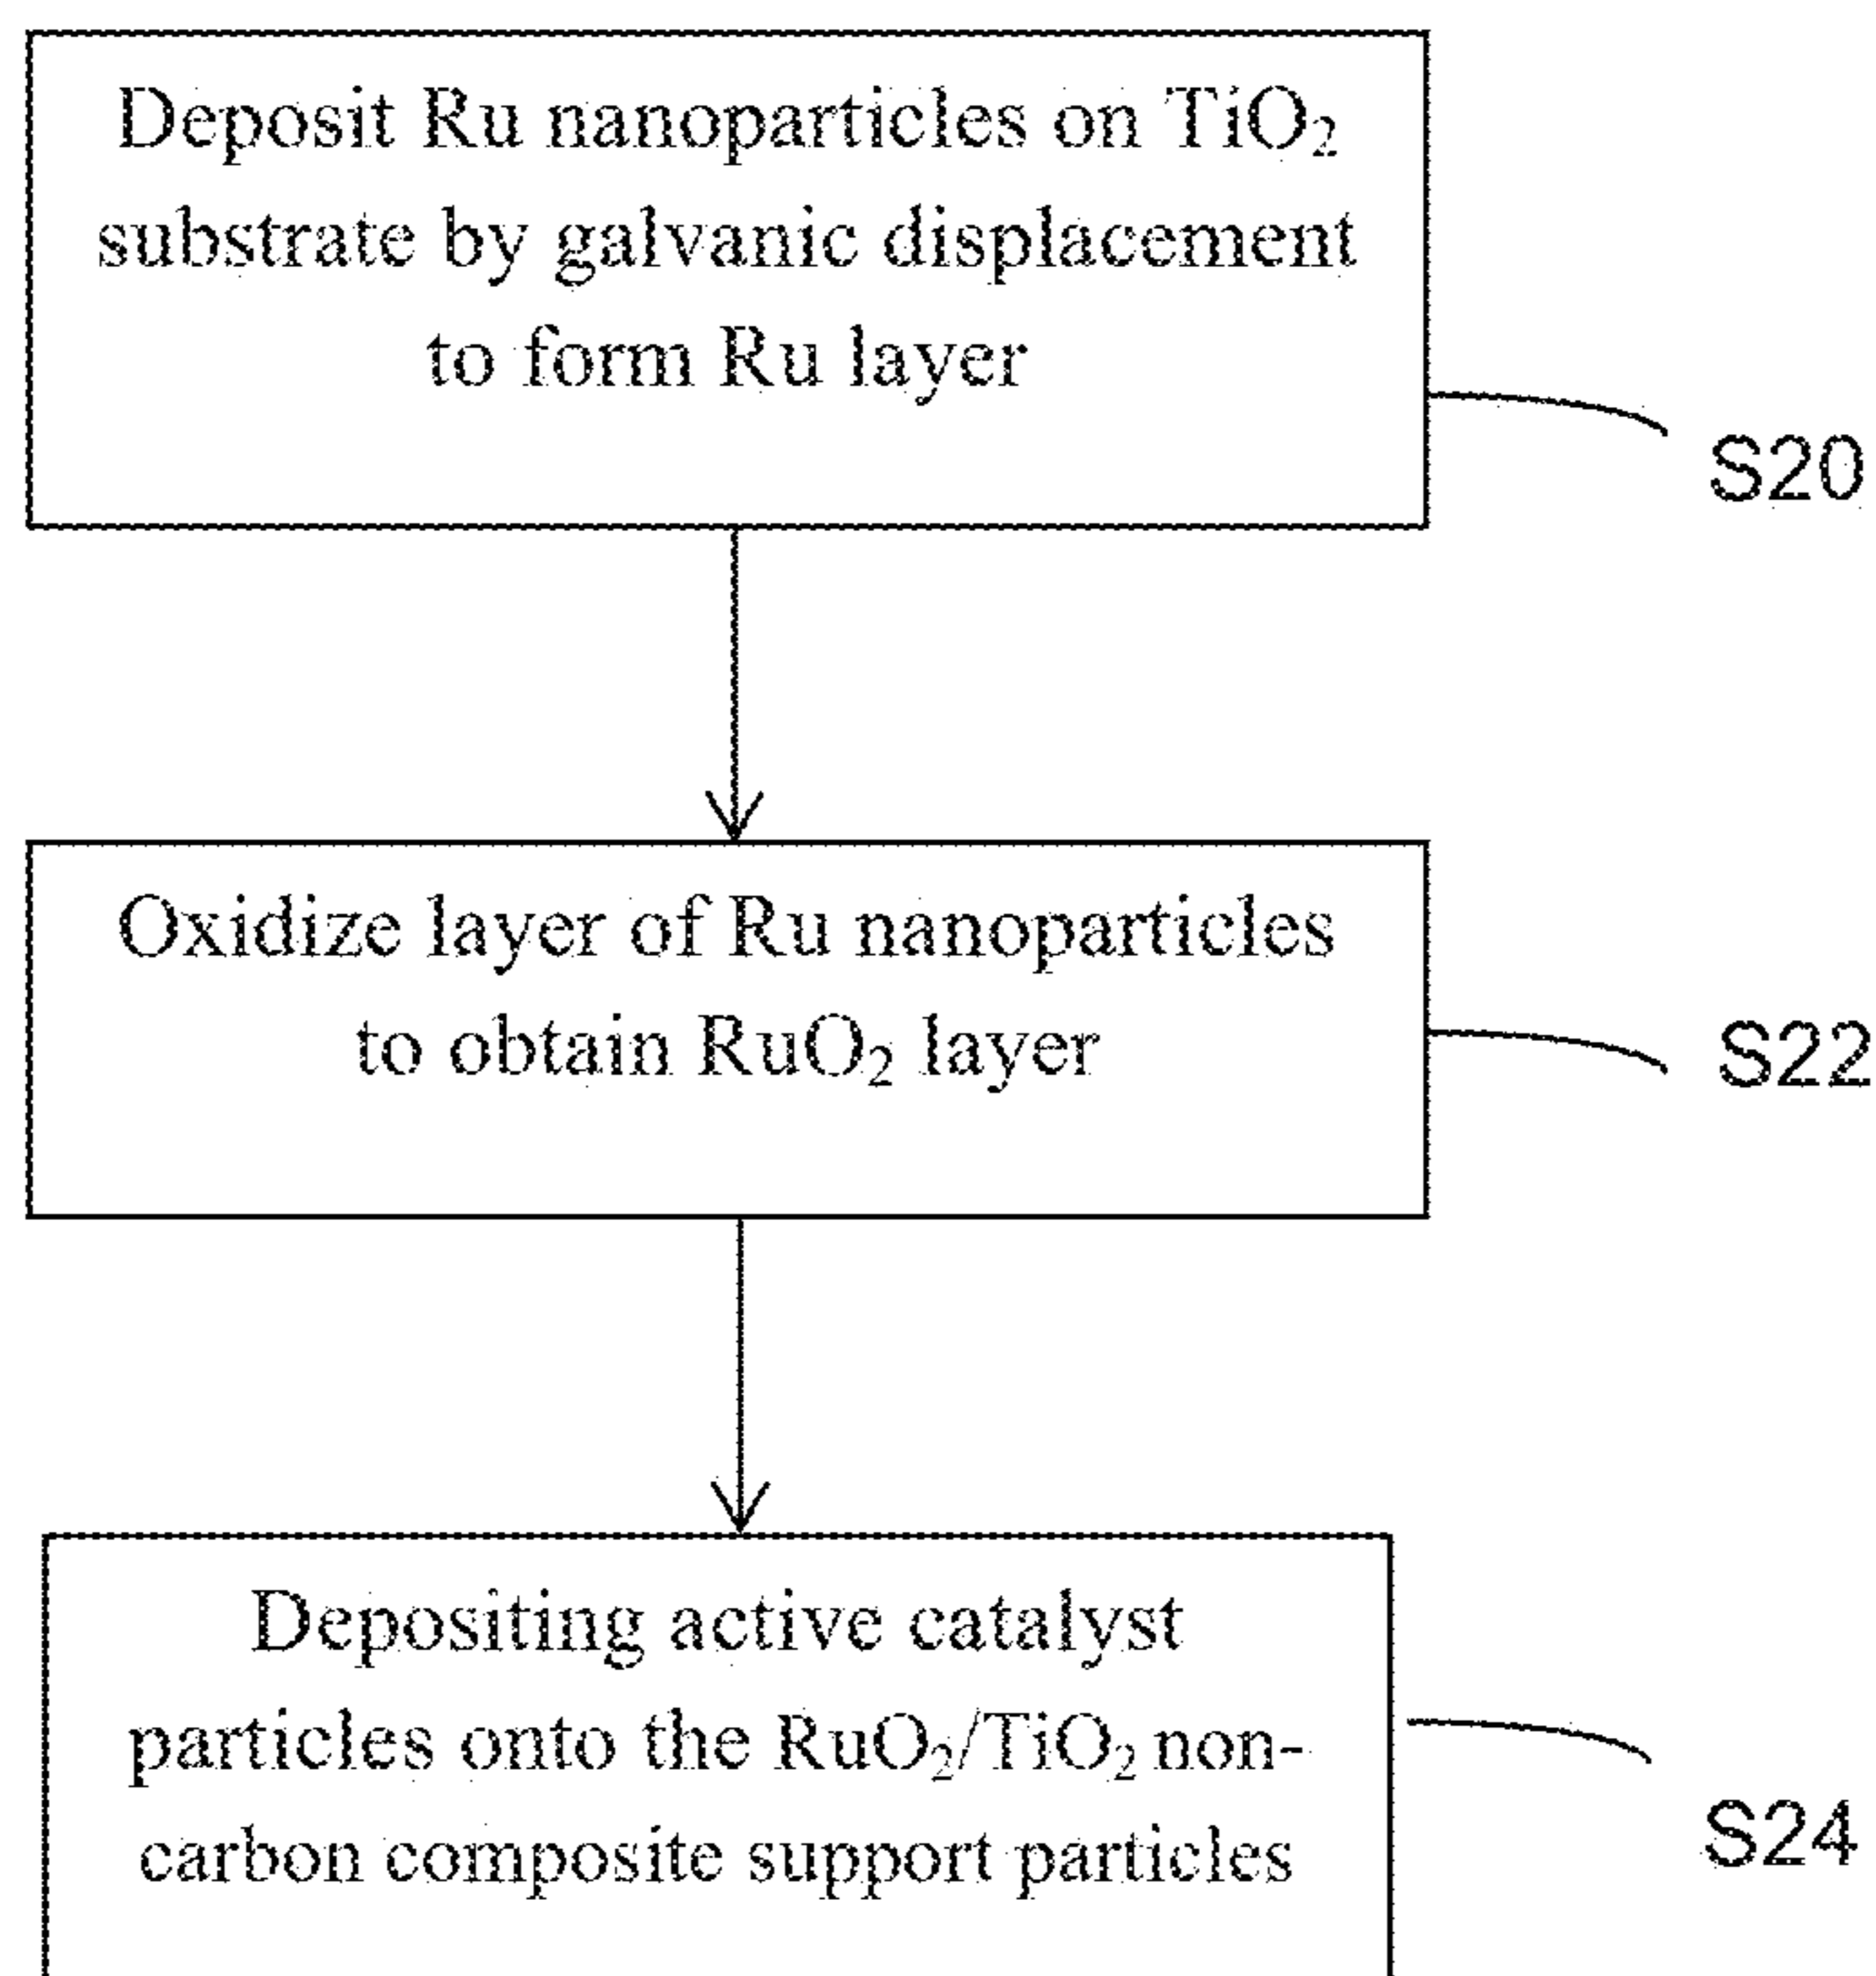 Deposit Ru nanoparticles on TiO₂
substrate by galvanic displacement
to form Ru layer
S20
Oxidize layer of Ru nanoparticles
to obtain RuO₂ layer
S22
Depositing active catalyst
particles onto the RuO₂/TiO₂ non-
carbon composite support particles
S24